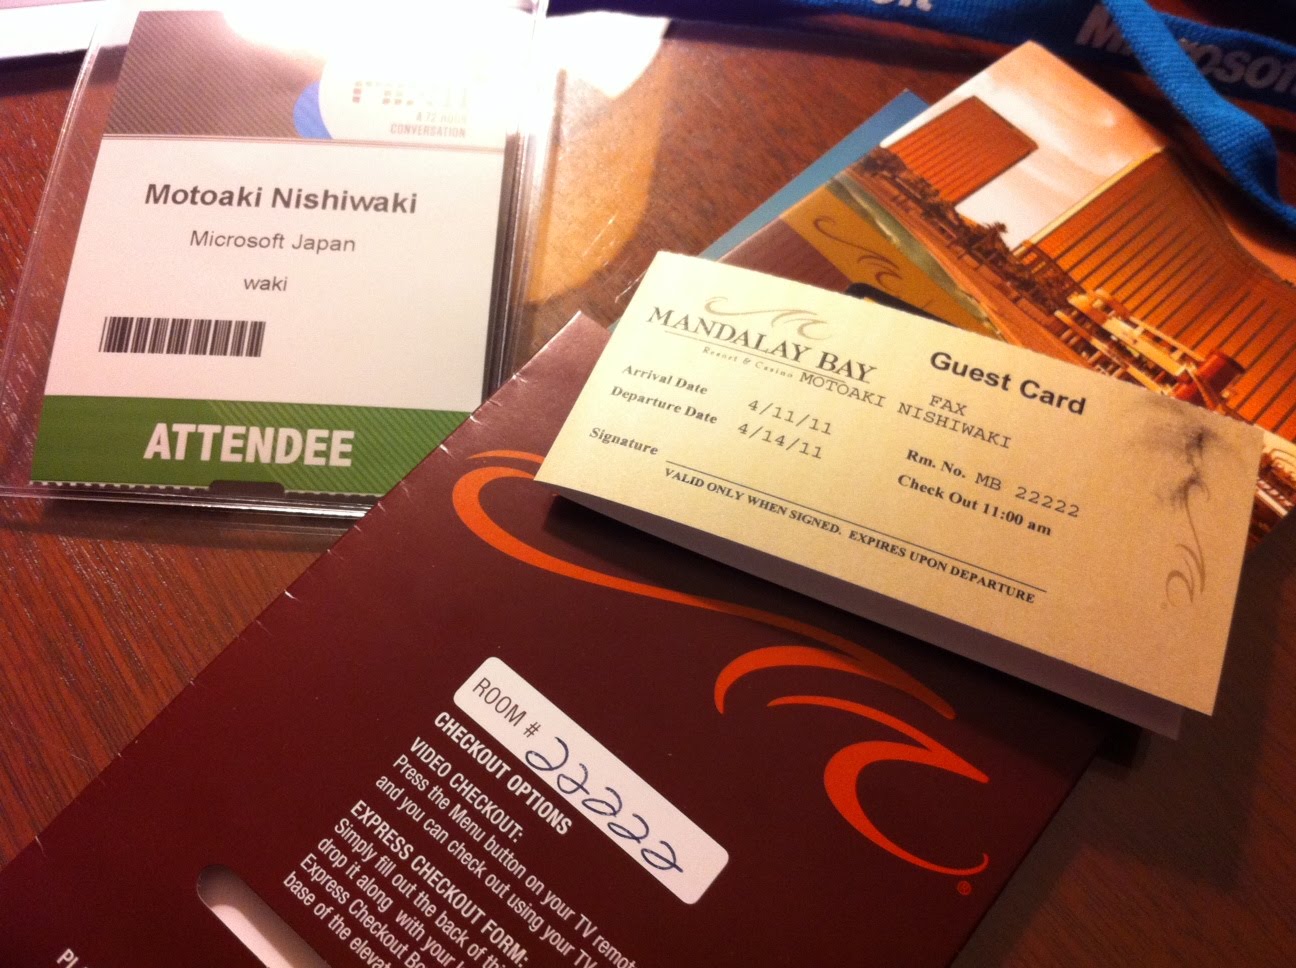 A 72 HOUR
CONVERSATION
Motoaki Nishiwaki
Microsoft Japan
waki
ATTENDEE
Microsoft
MANDALAY BAY
Resort & Casino
Guest Card
FAX
MOTOAKI NISHIWAKI
Arrival Date 4/11/11
Departure Date 4/14/11
Rm. No. MB 22222
Check Out 11:00 am
Signature
VALID ONLY WHEN SIGNED. EXPIRES UPON DEPARTURE
ROOM # 22222
CHECKOUT OPTIONS
VIDEO CHECKOUT:
Press the Menu button on your TV remo
and you can check out using your TV
EXPRESS CHECKOUT FORM:
Simply fill out the back of this
drop it along with your
Express Checkout Bo
base of the elevat